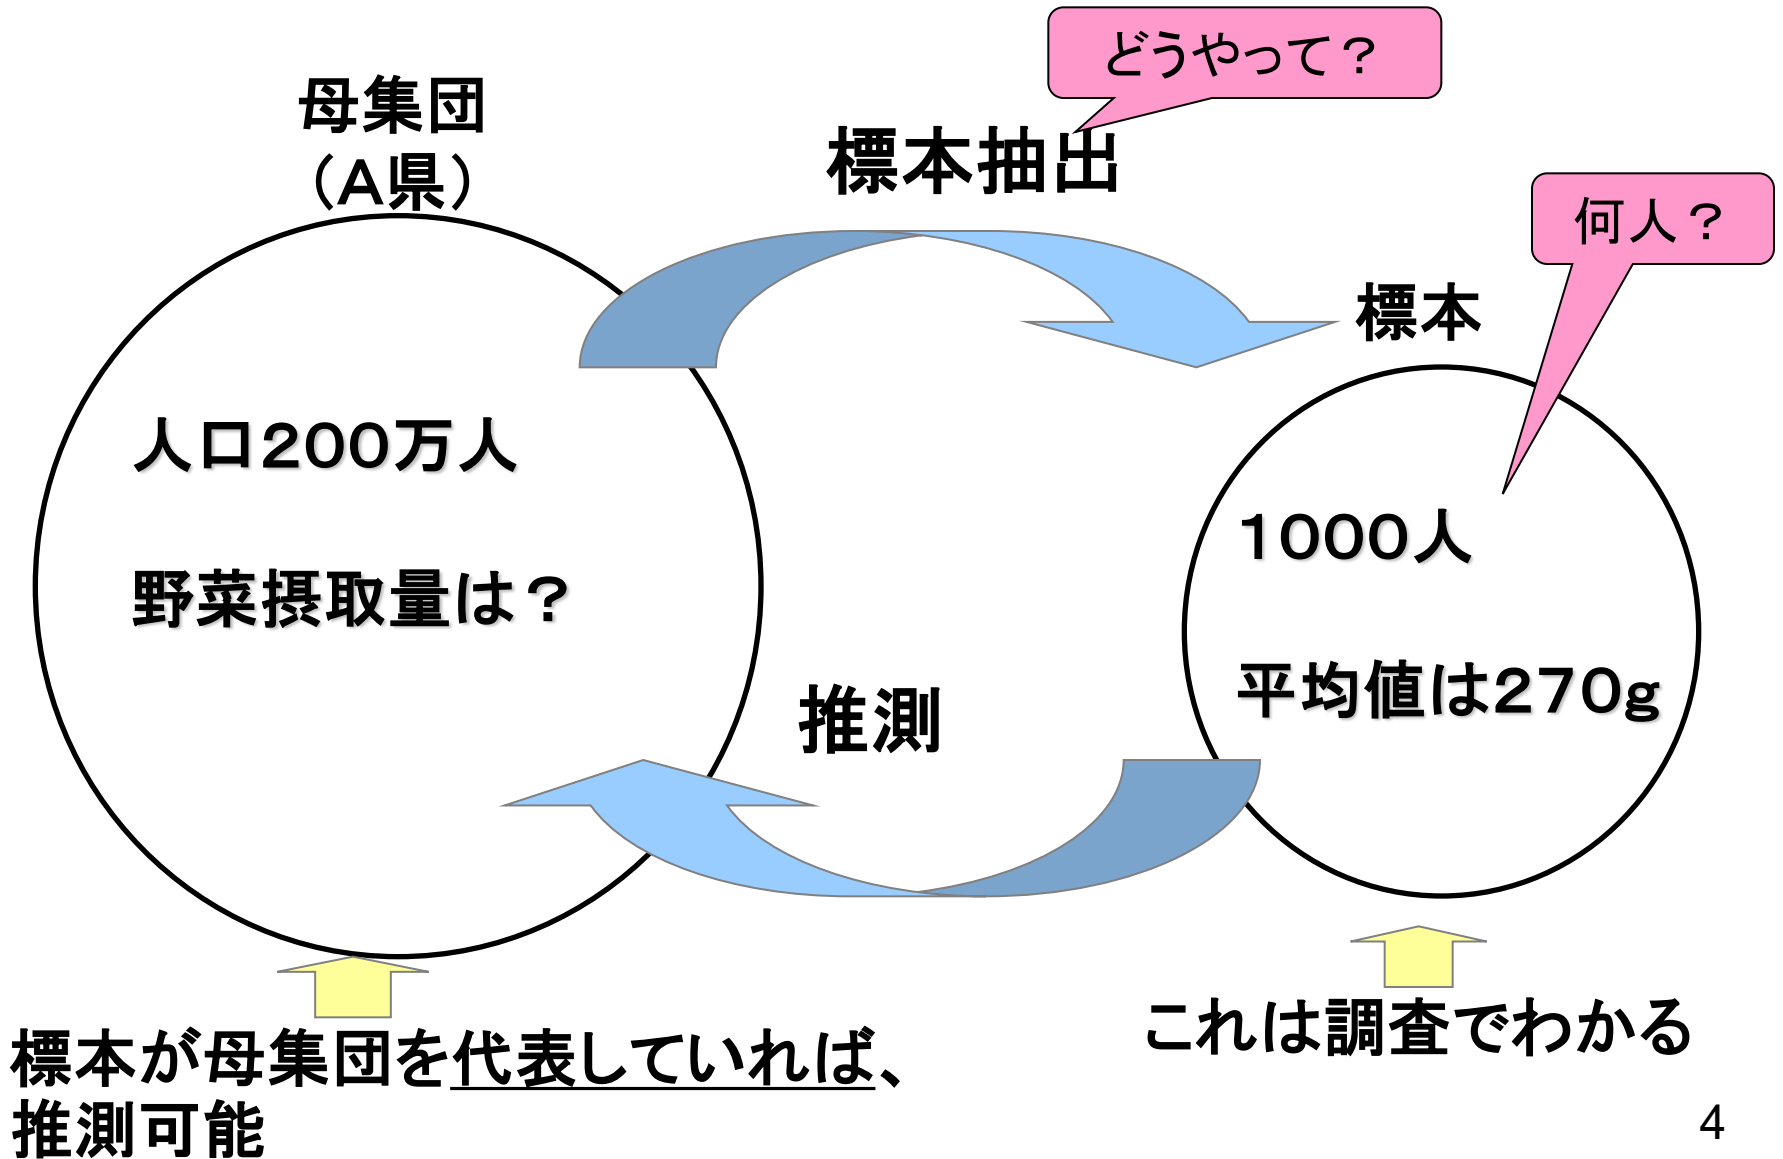 どうやって？
母集団
（A県）
標本抽出
何人？
標本
人口200万人
野菜摂取量は？
1000人
平均値は270g
推測
これは調査でわかる
標本が母集団を代表していれば、
推測可能
4